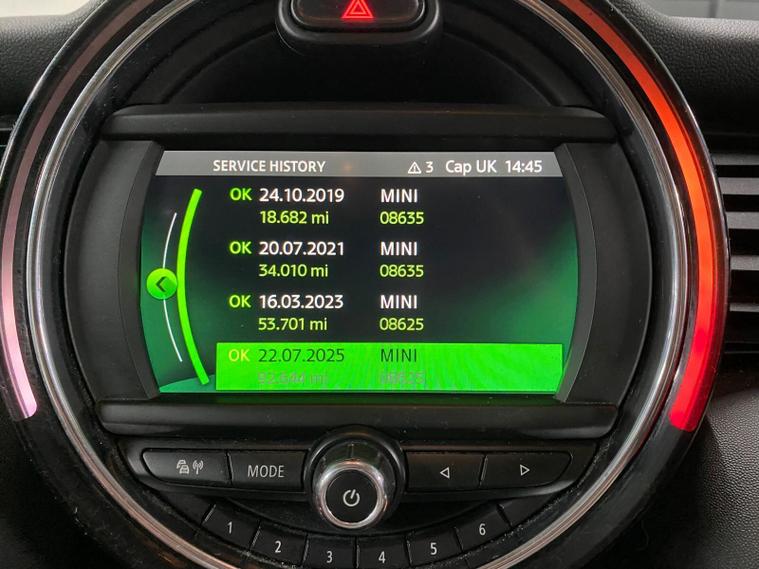 SERVICE HISTORY 3 Cap UK 14:45
OK 24.10.2019 MINI
18.682 mi 08635
OK 20.07.2021 MINI
34.010 mi 08635
OK 16.03.2023 MINI
53.701 mi 08625
OK 22.07.2025 MINI
mi
MODE
1 2 3 4 5 6